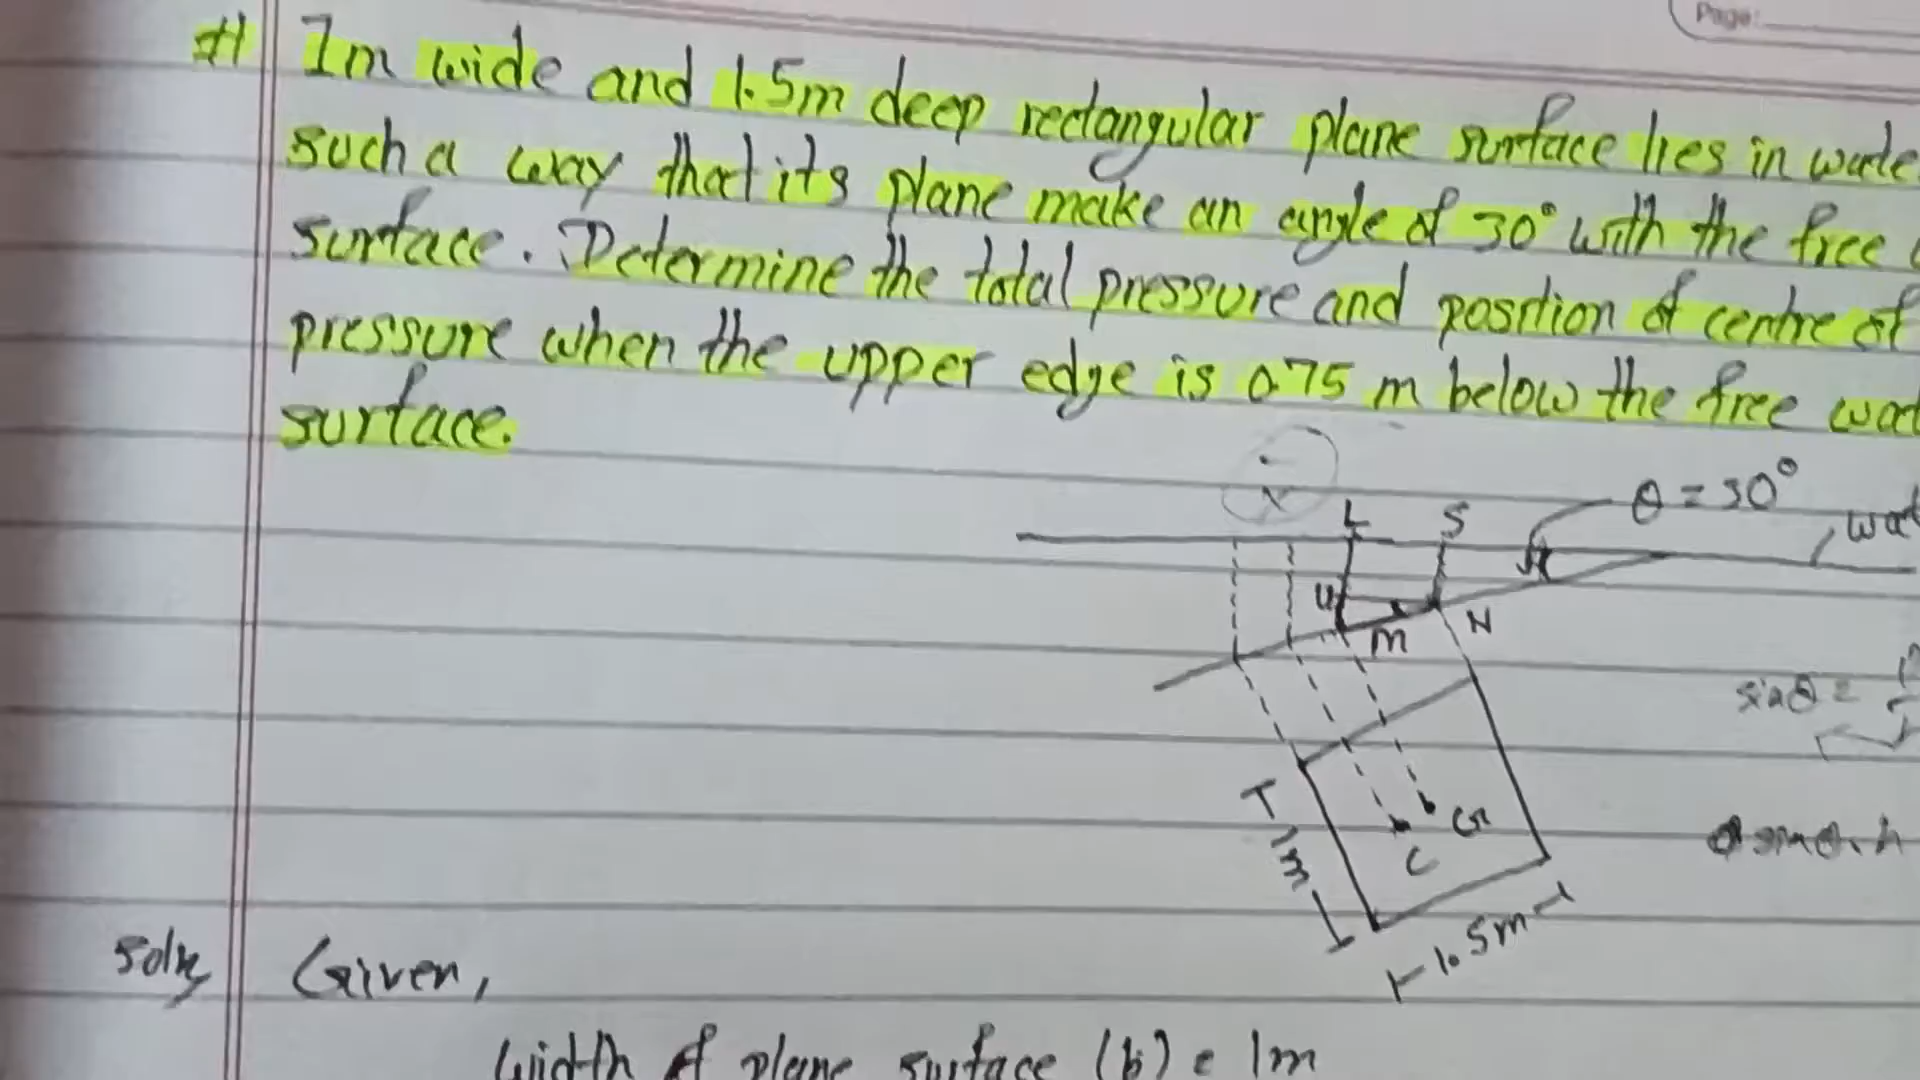 Page:
# 1m wide and 1.5m deep rectangular plane surface lies in wate
such a way that its plane make an angle of 30° with the free
surface. Determine the total pressure and position of centre of
pressure when the upper edge is 0.75 m below the free wat
surface.
θ = 30°
L S
wat
U
M N
sinθ =
G
C
1m
1.5m
soln Given,
width of plane surface (b) = 1m